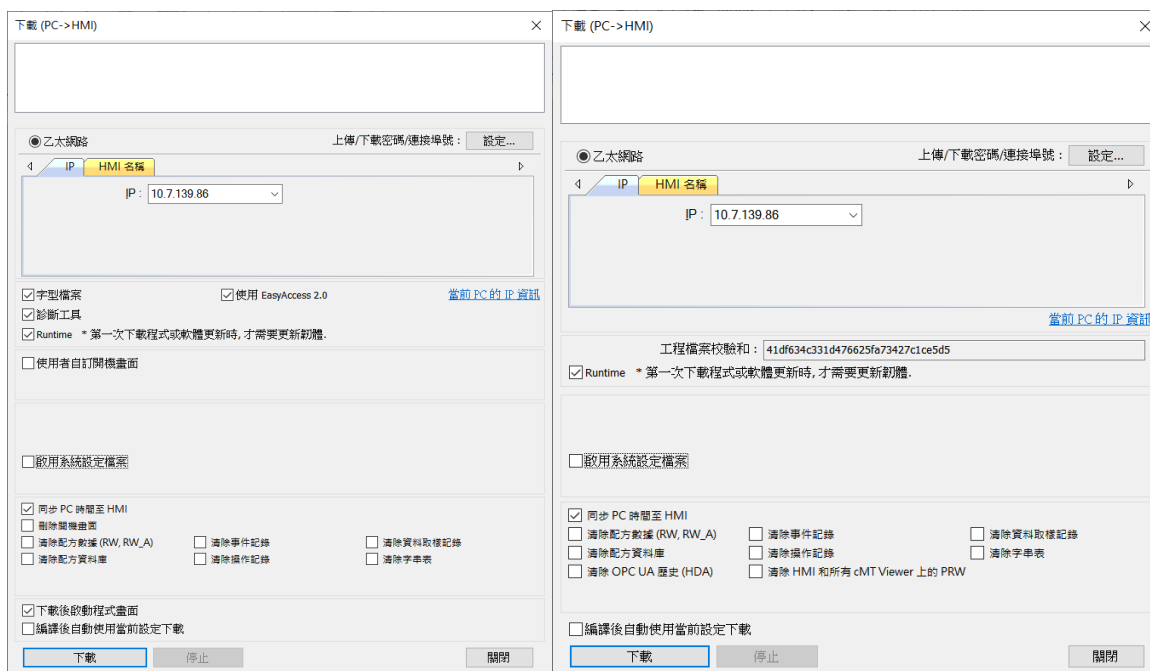 下載 (PC->HMI)
乙太網路
上傳/下載密碼/連接埠號：
設定...
IP
HMI 名稱
IP：
10.7.139.86
字型檔案
使用 EasyAccess 2.0
當前 PC 的 IP 資訊
診斷工具
Runtime * 第一次下載程式或軟體更新時, 才需要更新韌體.
使用者自訂開機畫面
啟用系統設定檔案
同步 PC 時間至 HMI
刪除開機畫面
清除配方數據 (RW, RW_A)
清除事件記錄
清除資料取樣記錄
清除配方資料庫
清除操作記錄
清除字串表
下載後啟動程式畫面
編譯後自動使用當前設定下載
下載
停止
關閉
下載 (PC->HMI)
乙太網路
上傳/下載密碼/連接埠號：
設定...
IP
HMI 名稱
IP：
10.7.139.86
當前 PC 的 IP 資訊
工程檔案校驗和：
41df634c331d476625fa73427c1ce5d5
Runtime * 第一次下載程式或軟體更新時, 才需要更新韌體.
啟用系統設定檔案
同步 PC 時間至 HMI
清除配方數據 (RW, RW_A)
清除事件記錄
清除資料取樣記錄
清除配方資料庫
清除操作記錄
清除字串表
清除 OPC UA 歷史 (HDA)
清除 HMI 和所有 cMT Viewer 上的 PRW
編譯後自動使用當前設定下載
下載
停止
關閉